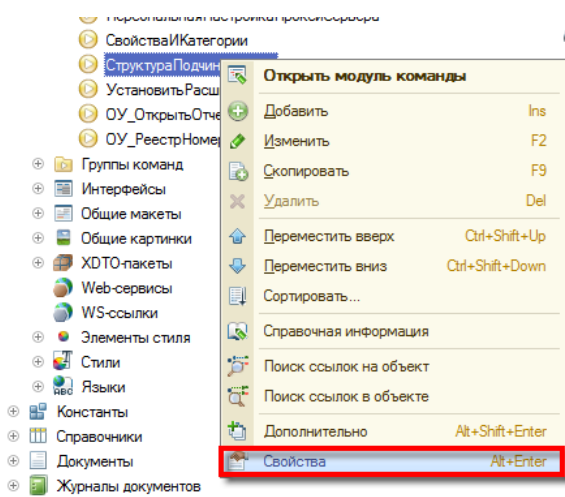 ПерсональнаяНастройкаПроксиСервера
СвойстваИКатегории
СтруктураПодчин
Открыть модуль команды
УстановитьРасш
ОУ_ОткрытьОтче
Добавить Ins
ОУ_РеестрНомер
Изменить F2
Группы команд
Скопировать F9
Интерфейсы
Удалить Del
Общие макеты
Общие картинки
Переместить вверх Ctrl+Shift+Up
XDTO-пакеты
Переместить вниз Ctrl+Shift+Down
Web-сервисы
Сортировать...
WS-ссылки
Элементы стиля
Справочная информация
Стили
Поиск ссылок на объект
Языки
Поиск ссылок в объекте
Константы
Справочники
Дополнительно Alt+Shift+Enter
Документы
Свойства Alt+Enter
Журналы документов